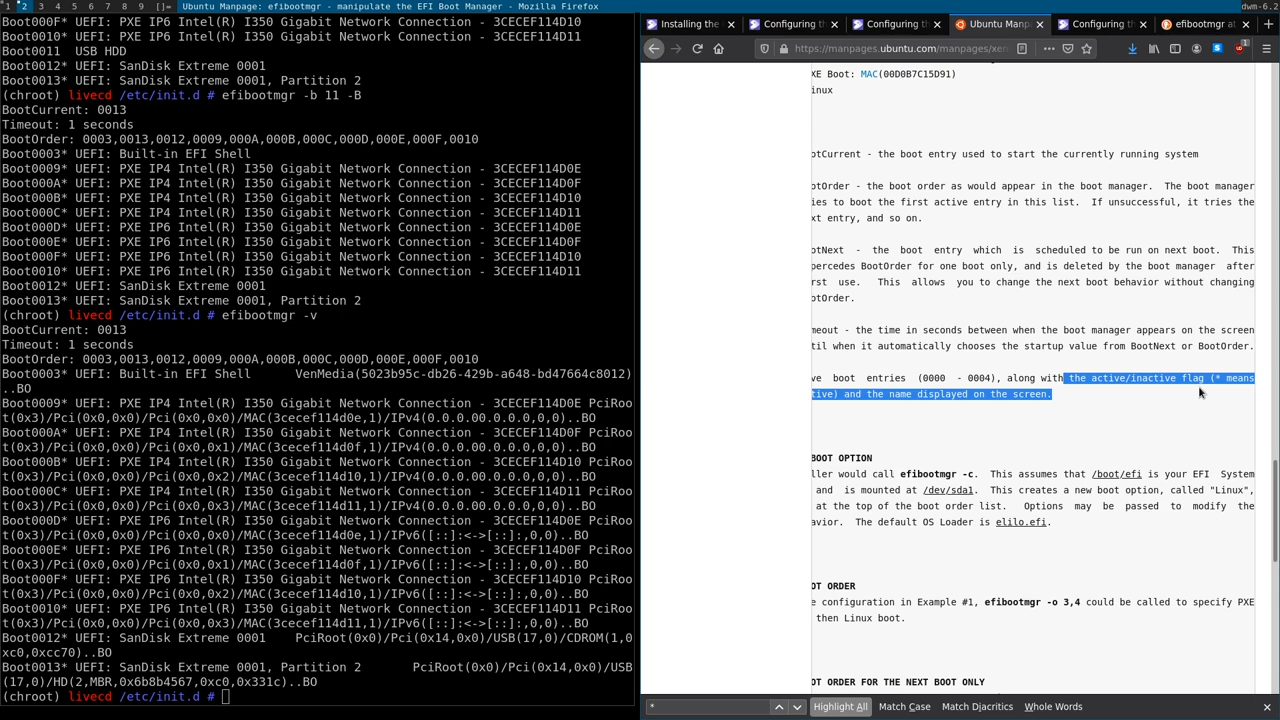 1 2 3 4 5 6 7 8 9 []= Ubuntu Manpage: efibootmgr - manipulate the EFI Boot Manager - Mozilla Firefox dwm-6.2
Boot000F* UEFI: PXE IP6 Intel(R) I350 Gigabit Network Connection - 3CECEF114D10
Boot0010* UEFI: PXE IP6 Intel(R) I350 Gigabit Network Connection - 3CECEF114D11
Boot0011  USB HDD
Boot0012* UEFI: SanDisk Extreme 0001
Boot0013* UEFI: SanDisk Extreme 0001, Partition 2
(chroot) livecd /etc/init.d # efibootmgr -b 11 -B
BootCurrent: 0013
Timeout: 1 seconds
BootOrder: 0003,0013,0012,0009,000A,000B,000C,000D,000E,000F,0010
Boot0003* UEFI: Built-in EFI Shell
Boot0009* UEFI: PXE IP4 Intel(R) I350 Gigabit Network Connection - 3CECEF114D0E
Boot000A* UEFI: PXE IP4 Intel(R) I350 Gigabit Network Connection - 3CECEF114D0F
Boot000B* UEFI: PXE IP4 Intel(R) I350 Gigabit Network Connection - 3CECEF114D10
Boot000C* UEFI: PXE IP4 Intel(R) I350 Gigabit Network Connection - 3CECEF114D11
Boot000D* UEFI: PXE IP6 Intel(R) I350 Gigabit Network Connection - 3CECEF114D0E
Boot000E* UEFI: PXE IP6 Intel(R) I350 Gigabit Network Connection - 3CECEF114D0F
Boot000F* UEFI: PXE IP6 Intel(R) I350 Gigabit Network Connection - 3CECEF114D10
Boot0010* UEFI: PXE IP6 Intel(R) I350 Gigabit Network Connection - 3CECEF114D11
Boot0012* UEFI: SanDisk Extreme 0001
Boot0013* UEFI: SanDisk Extreme 0001, Partition 2
(chroot) livecd /etc/init.d # efibootmgr -v
BootCurrent: 0013
Timeout: 1 seconds
BootOrder: 0003,0013,0012,0009,000A,000B,000C,000D,000E,000F,0010
Boot0003* UEFI: Built-in EFI Shell      VenMedia(5023b95c-db26-429b-a648-bd47664c8012)
..BO
Boot0009* UEFI: PXE IP4 Intel(R) I350 Gigabit Network Connection - 3CECEF114D0E PciRoo
t(0x3)/Pci(0x0,0x0)/Pci(0x0,0x0)/MAC(3cecef114d0e,1)/IPv4(0.0.0.00.0.0.0,0,0)..BO
Boot000A* UEFI: PXE IP4 Intel(R) I350 Gigabit Network Connection - 3CECEF114D0F PciRoo
t(0x3)/Pci(0x0,0x0)/Pci(0x0,0x1)/MAC(3cecef114d0f,1)/IPv4(0.0.0.00.0.0.0,0,0)..BO
Boot000B* UEFI: PXE IP4 Intel(R) I350 Gigabit Network Connection - 3CECEF114D10 PciRoo
t(0x3)/Pci(0x0,0x0)/Pci(0x0,0x2)/MAC(3cecef114d10,1)/IPv4(0.0.0.00.0.0.0,0,0)..BO
Boot000C* UEFI: PXE IP4 Intel(R) I350 Gigabit Network Connection - 3CECEF114D11 PciRoo
t(0x3)/Pci(0x0,0x0)/Pci(0x0,0x3)/MAC(3cecef114d11,1)/IPv4(0.0.0.00.0.0.0,0,0)..BO
Boot000D* UEFI: PXE IP6 Intel(R) I350 Gigabit Network Connection - 3CECEF114D0E PciRoo
t(0x3)/Pci(0x0,0x0)/Pci(0x0,0x0)/MAC(3cecef114d0e,1)/IPv6([::]:<->[::]:,0,0)..BO
Boot000E* UEFI: PXE IP6 Intel(R) I350 Gigabit Network Connection - 3CECEF114D0F PciRoo
t(0x3)/Pci(0x0,0x0)/Pci(0x0,0x1)/MAC(3cecef114d0f,1)/IPv6([::]:<->[::]:,0,0)..BO
Boot000F* UEFI: PXE IP6 Intel(R) I350 Gigabit Network Connection - 3CECEF114D10 PciRoo
t(0x3)/Pci(0x0,0x0)/Pci(0x0,0x2)/MAC(3cecef114d10,1)/IPv6([::]:<->[::]:,0,0)..BO
Boot0010* UEFI: PXE IP6 Intel(R) I350 Gigabit Network Connection - 3CECEF114D11 PciRoo
t(0x3)/Pci(0x0,0x0)/Pci(0x0,0x3)/MAC(3cecef114d11,1)/IPv6([::]:<->[::]:,0,0)..BO
Boot0012* UEFI: SanDisk Extreme 0001    PciRoot(0x0)/Pci(0x14,0x0)/USB(17,0)/CDROM(1,0
xc0,0xcc70)..BO
Boot0013* UEFI: SanDisk Extreme 0001, Partition 2       PciRoot(0x0)/Pci(0x14,0x0)/USB
(17,0)/HD(2,MBR,0x6b8b4567,0xc0,0x331c)..BO
(chroot) livecd /etc/init.d #
Installing the Configuring th Configuring th Ubuntu Manp Configuring th efibootmgr at
https://manpages.ubuntu.com/manpages/xen 1
XE Boot: MAC(00D0B7C15D91)
inux
otCurrent - the boot entry used to start the currently running system
otOrder - the boot order as would appear in the boot manager. The boot manager
ies to boot the first active entry in this list. If unsuccessful, it tries the
xt entry, and so on.
otNext - the boot entry which is scheduled to be run on next boot. This
percedes BootOrder for one boot only, and is deleted by the boot manager after
rst use. This allows you to change the next boot behavior without changing
otOrder.
meout - the time in seconds between when the boot manager appears on the screen
til when it automatically chooses the startup value from BootNext or BootOrder.
ve boot entries (0000 - 0004), along with the active/inactive flag (* means
tive) and the name displayed on the screen.
BOOT OPTION
ller would call efibootmgr -c. This assumes that /boot/efi is your EFI System
and is mounted at /dev/sda1. This creates a new boot option, called "Linux",
at the top of the boot order list. Options may be passed to modify the
avior. The default OS Loader is elilo.efi.
OT ORDER
e configuration in Example #1, efibootmgr -o 3,4 could be called to specify PXE
then Linux boot.
OT ORDER FOR THE NEXT BOOT ONLY
* Highlight All Match Case Match Diacritics Whole Words